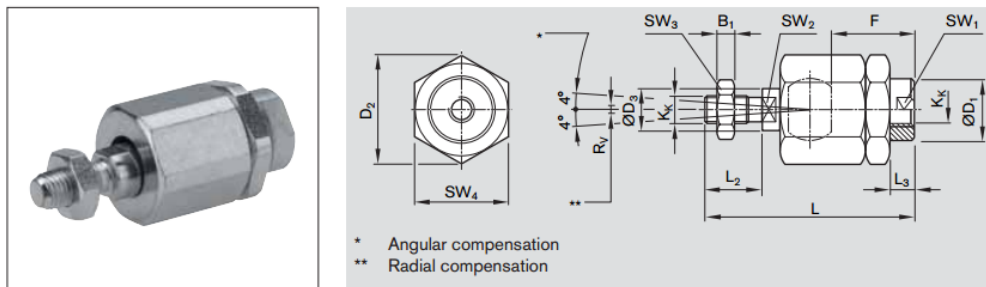 SW3 B1 SW2 F SW1
*
D2
4°
4°
ØD3
KK
KK
ØD1
RV
L2
L3
SW4
**
L
* Angular compensation
** Radial compensation